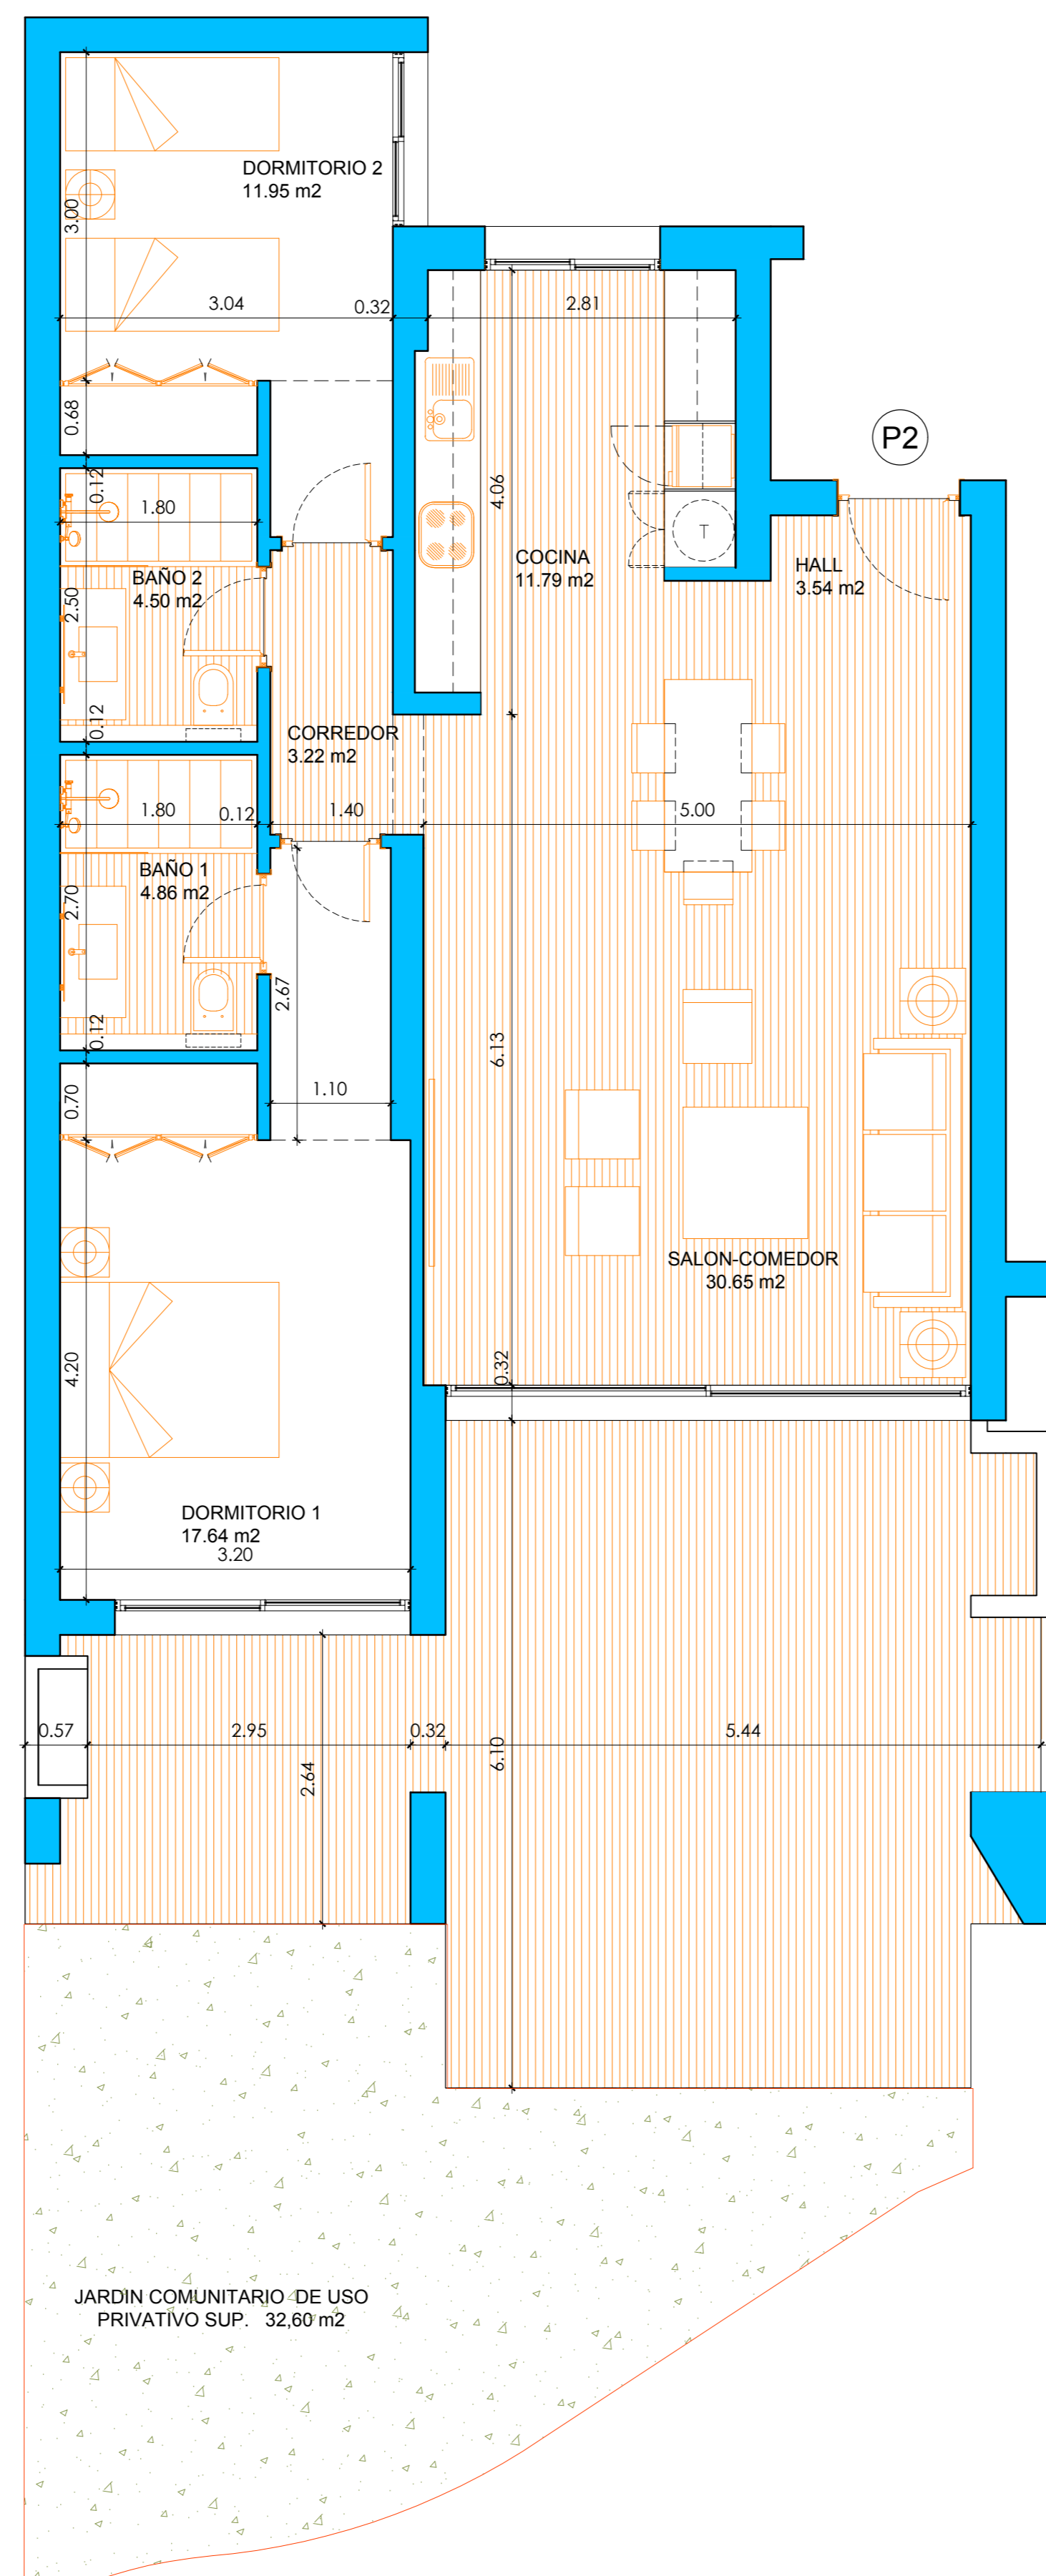 DORMITORIO 2
11.95 m2
3.00
3.04
0.32
2.81
0.68
P2
0.12
1.80
4.06
COCINA
11.79 m2
HALL
3.54 m2
BAÑO 2
4.50 m2
2.50
T
0.12
CORREDOR
3.22 m2
1.80
0.12
1.40
5.00
BAÑO 1
4.86 m2
2.70
2.67
0.12
6.13
0.70
1.10
SALON-COMEDOR
30.65 m2
4.20
0.32
DORMITORIO 1
17.64 m2
3.20
0.57
2.95
0.32
5.44
2.64
6.10
JARDIN COMUNITARIO DE USO
PRIVATIVO SUP. 32,60 m2